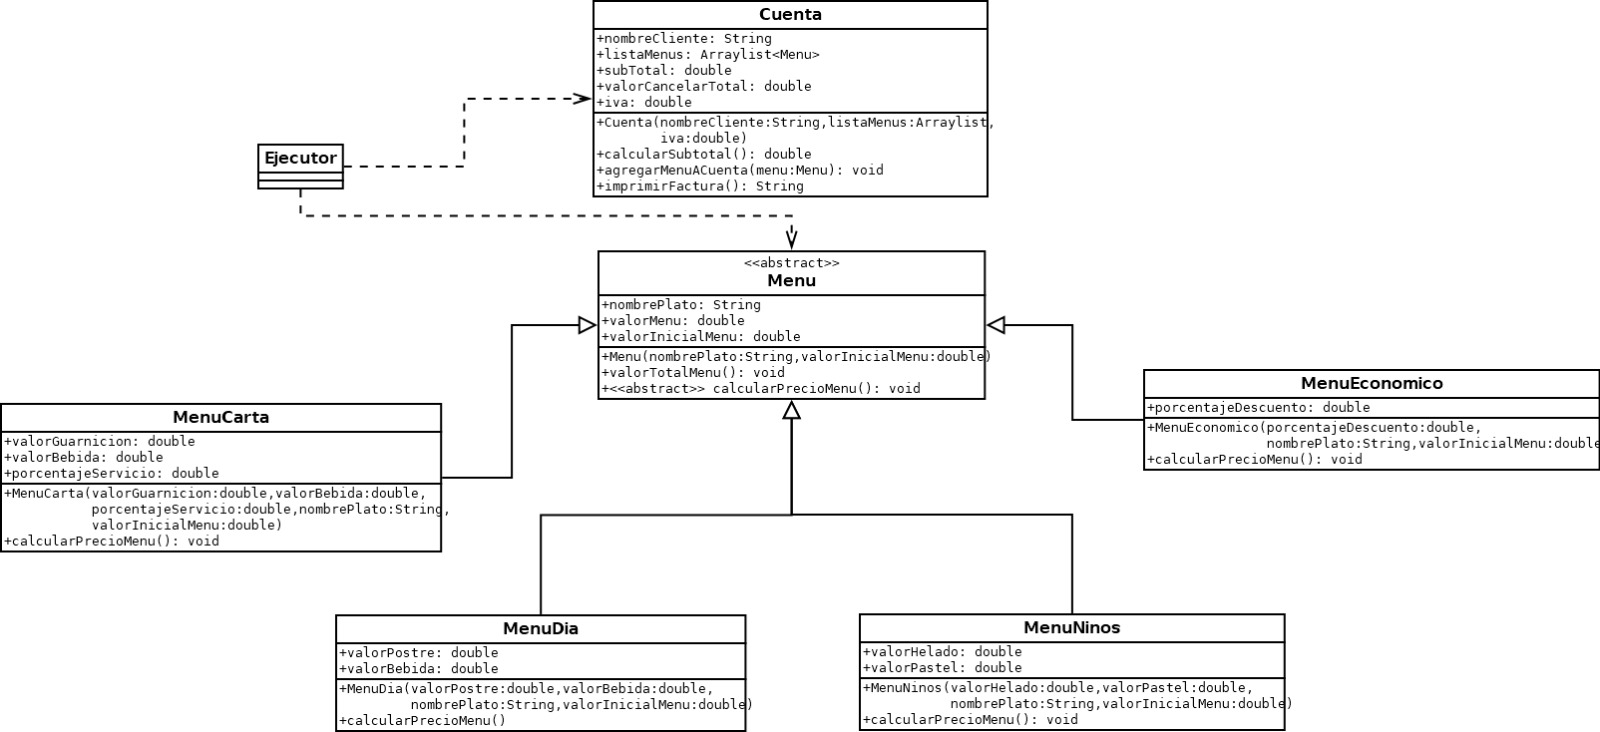 Cuenta
+nombreCliente: String
+listaMenus: Arraylist<Menu>
+subTotal: double
+valorCancelarTotal: double
+iva: double
+Cuenta(nombreCliente:String,listaMenus:Arraylist,
iva:double)
+calcularSubtotal(): double
+agregarMenuACuenta(menu:Menu): void
+imprimirFactura(): String
Ejecutor
<<abstract>>
Menu
+nombrePlato: String
+valorMenu: double
+valorInicialMenu: double
+Menu(nombrePlato:String,valorInicialMenu:double)
+valorTotalMenu(): void
+<<abstract>> calcularPrecioMenu(): void
MenuEconomico
+porcentajeDescuento: double
+MenuEconomico(porcentajeDescuento:double,
nombrePlato:String,valorInicialMenu:double
+calcularPrecioMenu(): void
MenuCarta
+valorGuarnicion: double
+valorBebida: double
+porcentajeServicio: double
+MenuCarta(valorGuarnicion:double,valorBebida:double,
porcentajeServicio:double,nombrePlato:String,
valorInicialMenu:double)
+calcularPrecioMenu(): void
MenuDia
+valorPostre: double
+valorBebida: double
+MenuDia(valorPostre:double,valorBebida:double,
nombrePlato:String,valorInicialMenu:double)
+calcularPrecioMenu()
MenuNinos
+valorHelado: double
+valorPastel: double
+MenuNinos(valorHelado:double,valorPastel:double,
nombrePlato:String,valorInicialMenu:double)
+calcularPrecioMenu(): void